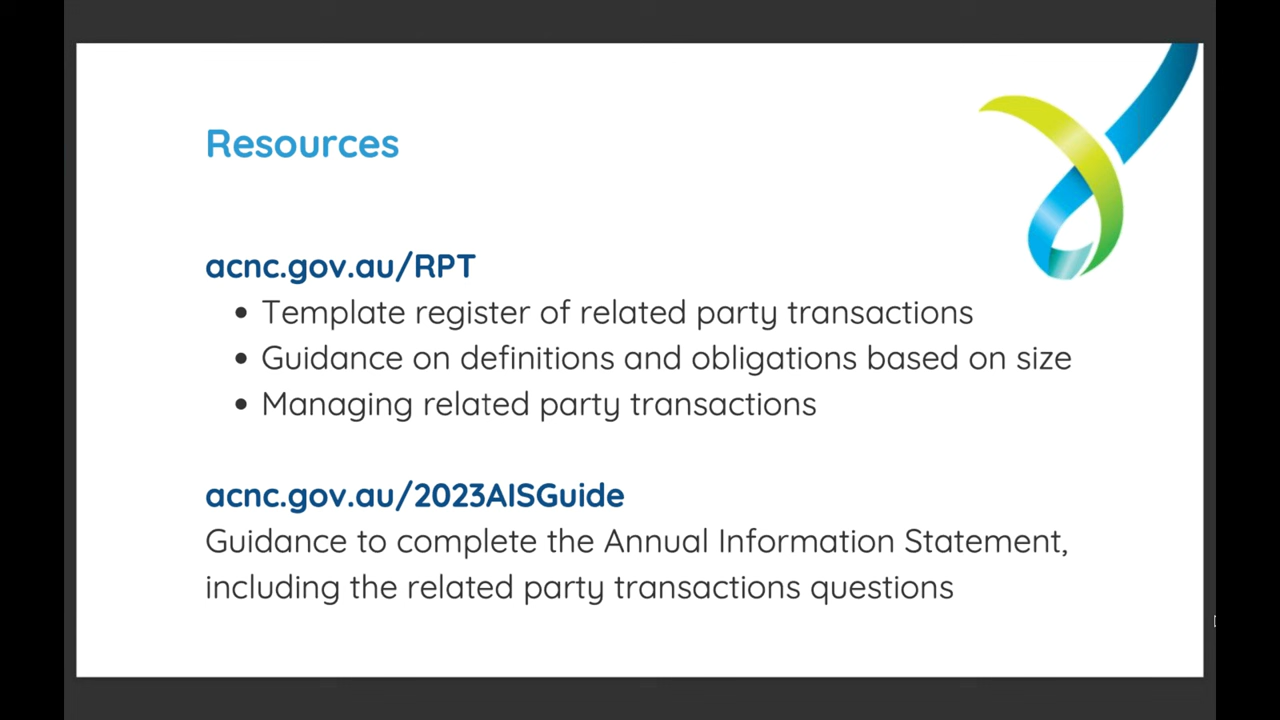 Resources
acnc.gov.au/RPT
• Template register of related party transactions
• Guidance on definitions and obligations based on size
• Managing related party transactions
acnc.gov.au/2023AISGuide
Guidance to complete the Annual Information Statement,
including the related party transactions questions